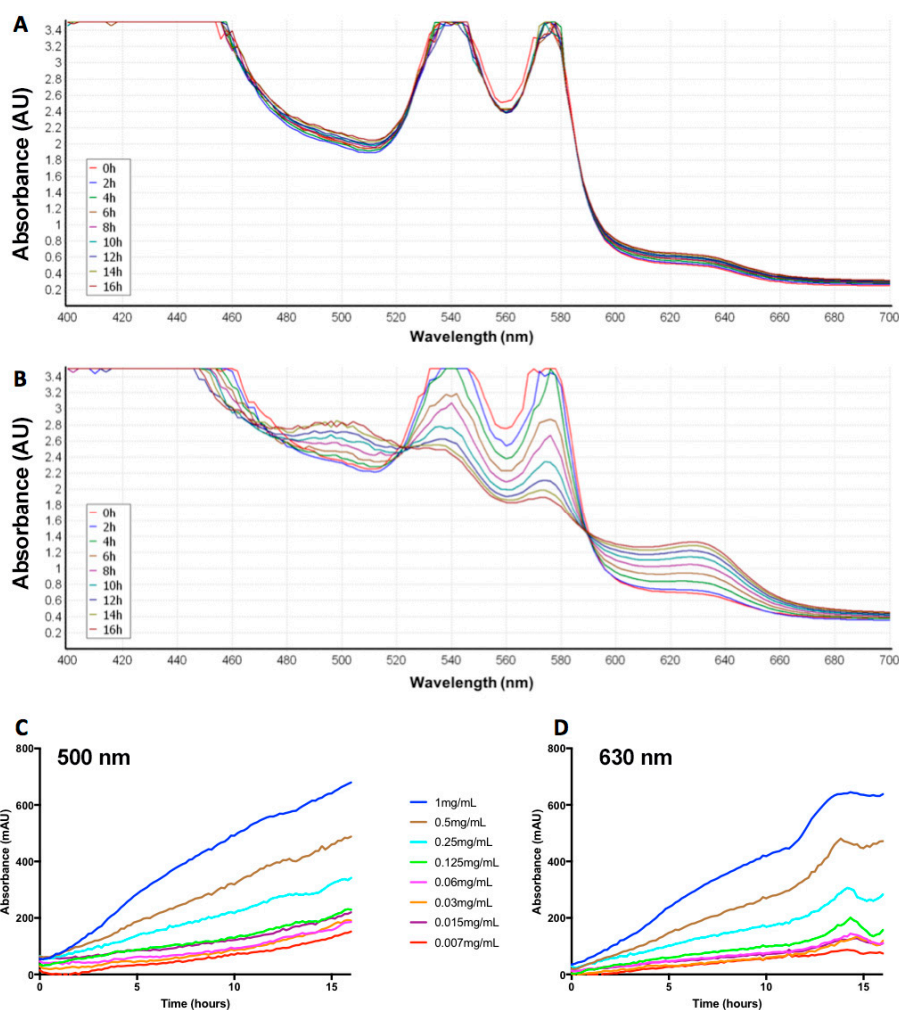 A
Absorbance (AU)
3.4
3.2
3
2.8
2.6
2.4
2.2
2
1.8
1.6
1.4
1.2
1
0.8
0.6
0.4
0.2
0h
2h
4h
6h
8h
10h
12h
14h
16h
400 420 440 460 480 500 520 540 560 580 600 620 640 660 680 700
Wavelength (nm)
B
Absorbance (AU)
3.4
3.2
3
2.8
2.6
2.4
2.2
2
1.8
1.6
1.4
1.2
1
0.8
0.6
0.4
0.2
0h
2h
4h
6h
8h
10h
12h
14h
16h
400 420 440 460 480 500 520 540 560 580 600 620 640 660 680 700
Wavelength (nm)
C
500 nm
Absorbance (mAU)
800
600
400
200
0
0 5 10 15
Time (hours)
1mg/mL
0.5mg/mL
0.25mg/mL
0.125mg/mL
0.06mg/mL
0.03mg/mL
0.015mg/mL
0.007mg/mL
D
630 nm
Absorbance (mAU)
800
600
400
200
0
0 5 10 15
Time (hours)